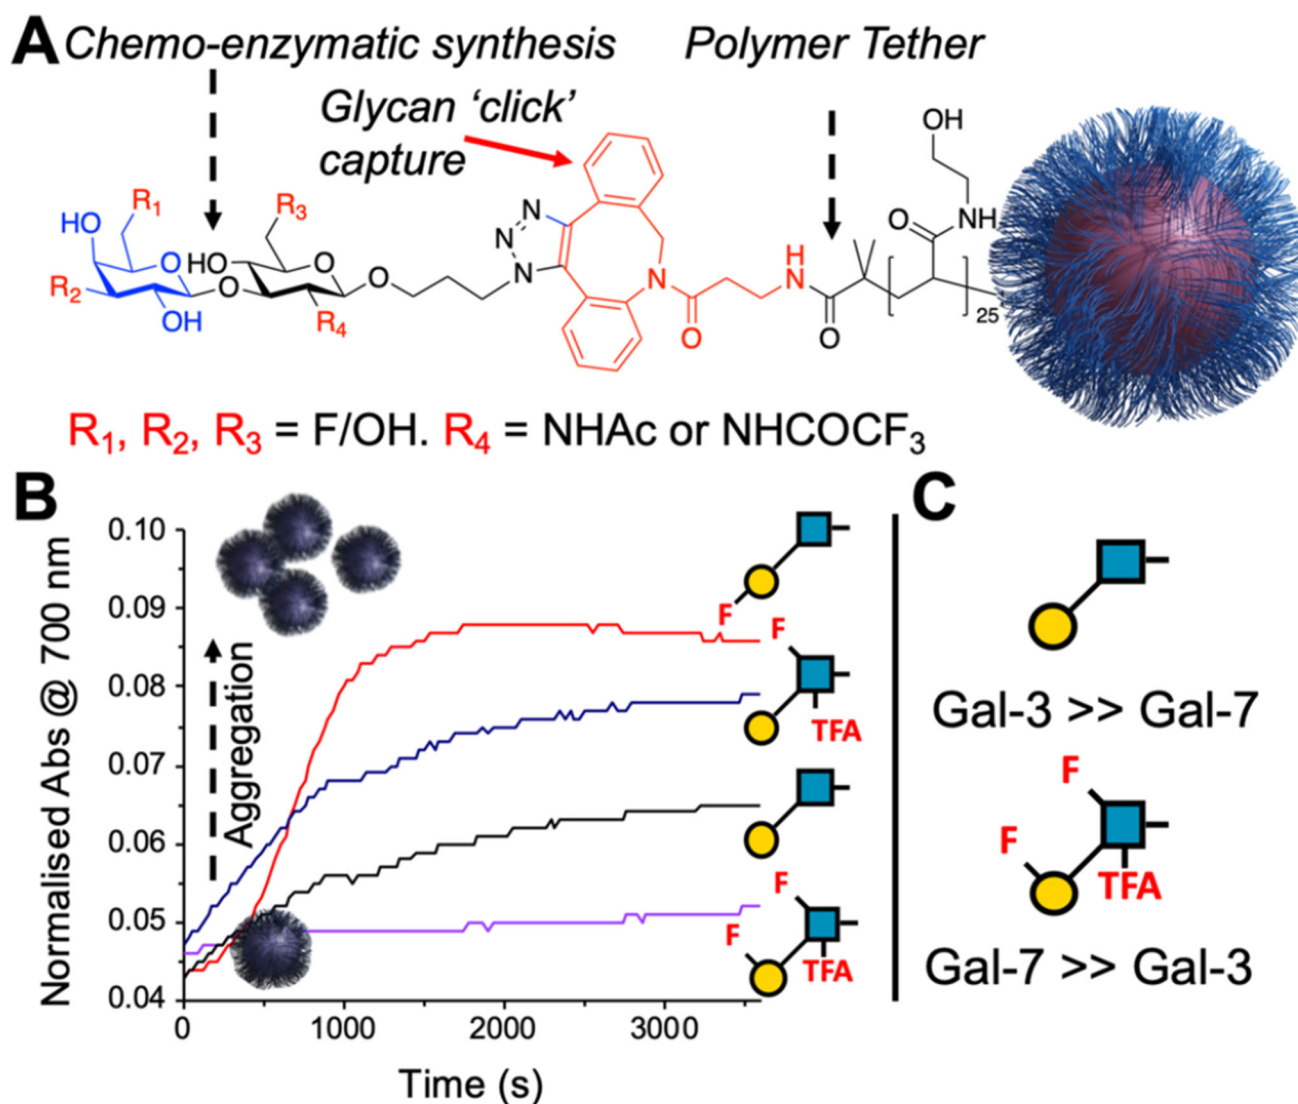 A Chemo-enzymatic synthesis
Polymer Tether
Glycan ‘click’
capture
OH
R1
R3
HO
O
HO
O
O
O
R2
OH
R4
N
N
N
N
O
H
N
O
O
NH
25
R1, R2, R3 = F/OH. R4 = NHAc or NHCOCF3
B
C
Normalised Abs @ 700 nm
0.10
0.09
0.08
0.07
0.06
0.05
0.04
Aggregation
0
1000
2000
3000
Time (s)
F
F
TFA
F
F
TFA
Gal-3 >> Gal-7
F
F
TFA
Gal-7 >> Gal-3